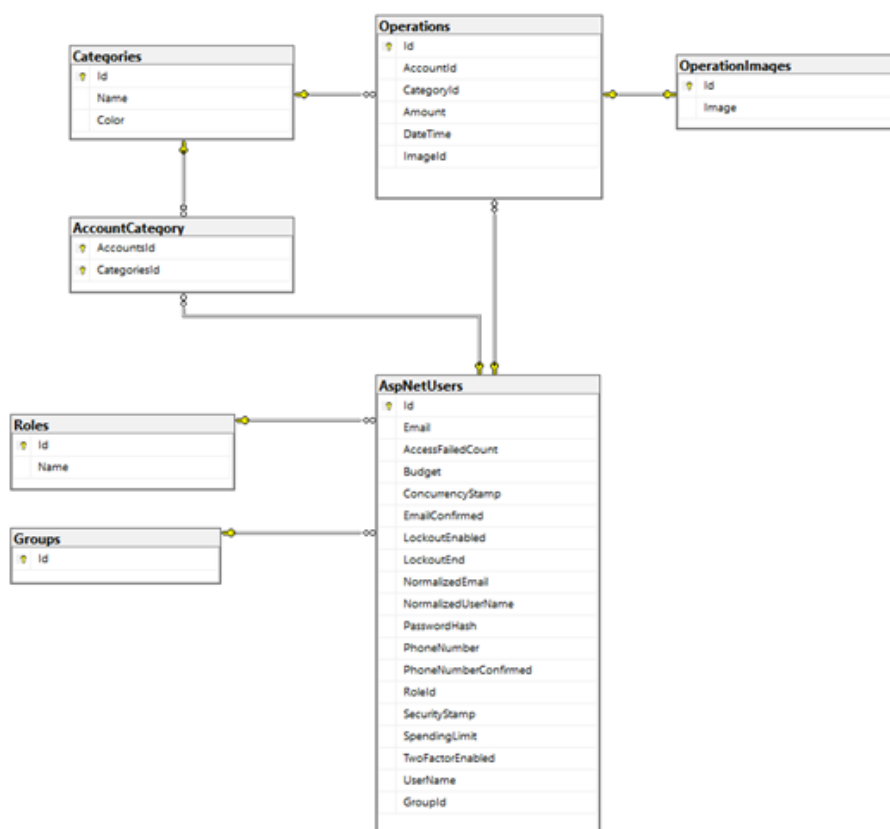 Categories
Id
Name
Color
Operations
Id
AccountId
CategoryId
Amount
DateTime
ImageId
OperationImages
Id
Image
AccountCategory
AccountsId
CategoriesId
Roles
Id
Name
Groups
Id
AspNetUsers
Id
Email
AccessFailedCount
Budget
ConcurrencyStamp
EmailConfirmed
LockoutEnabled
LockoutEnd
NormalizedEmail
NormalizedUserName
PasswordHash
PhoneNumber
PhoneNumberConfirmed
RoleId
SecurityStamp
SpendingLimit
TwoFactorEnabled
UserName
GroupId